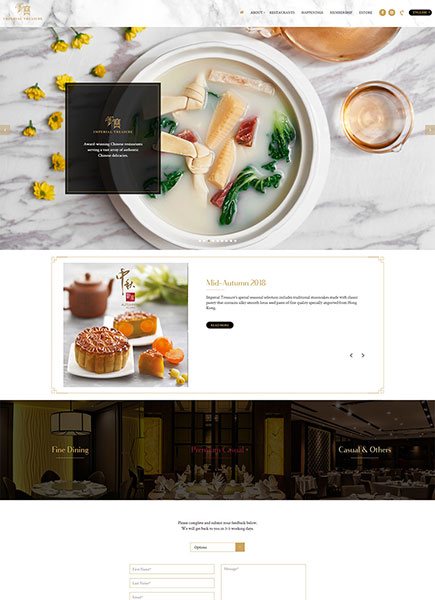 IMPERIAL TREASURE
ABOUT
RESTAURANTS
HAPPENINGS
MEMBERSHIP
ESTORE
ENGLISH
IMPERIAL TREASURE
Award-winning Chinese restaurants
serving a vast array of authentic
Chinese delicacies.
中秋
Mid-Autumn 2018
Imperial Treasure's special seasonal selection includes traditional mooncakes made with classic
pastry that contains silky smooth lotus seed paste of fine quality specially imported from Hong
Kong.
READ MORE
Fine Dining
Premium Casual
Casual & Others
Please complete and submit your feedback below.
We will get back to you in 3-5 working days.
Options
First Name*
Last Name*
Email*
Message*